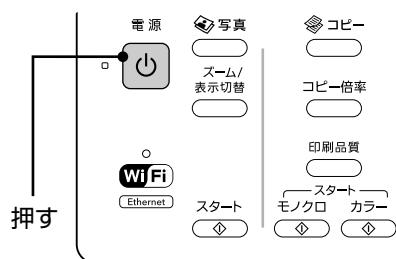 電源
写真
コピー
ズーム/
表示切替
コピー倍率
印刷品質
WiFi
Ethernet
スタート
スタート
モノクロ
カラー
押す